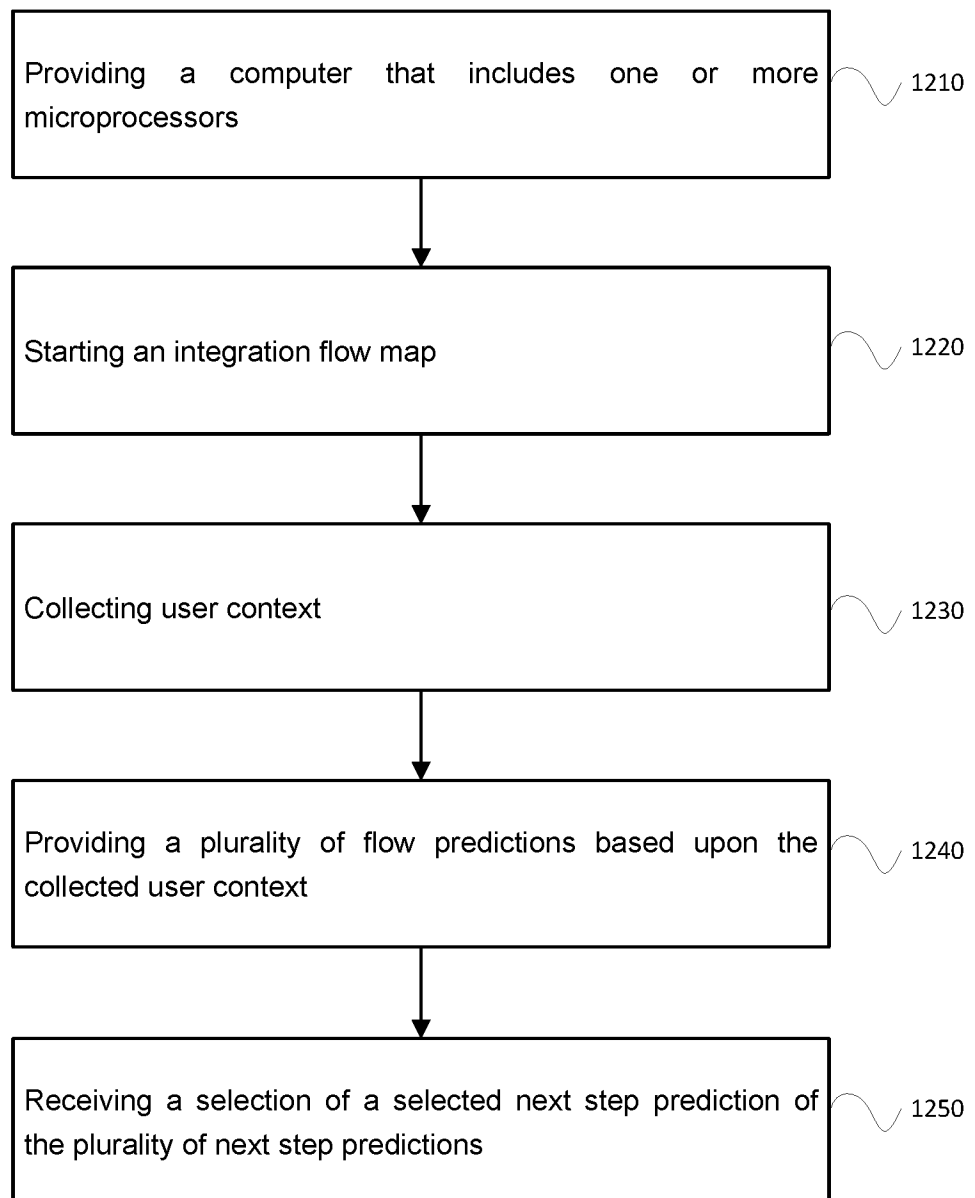 Providing a computer that includes one or more
microprocessors
1210
Starting an integration flow map
1220
Collecting user context
1230
Providing a plurality of flow predictions based upon the
collected user context
1240
Receiving a selection of a selected next step prediction of
the plurality of next step predictions
1250